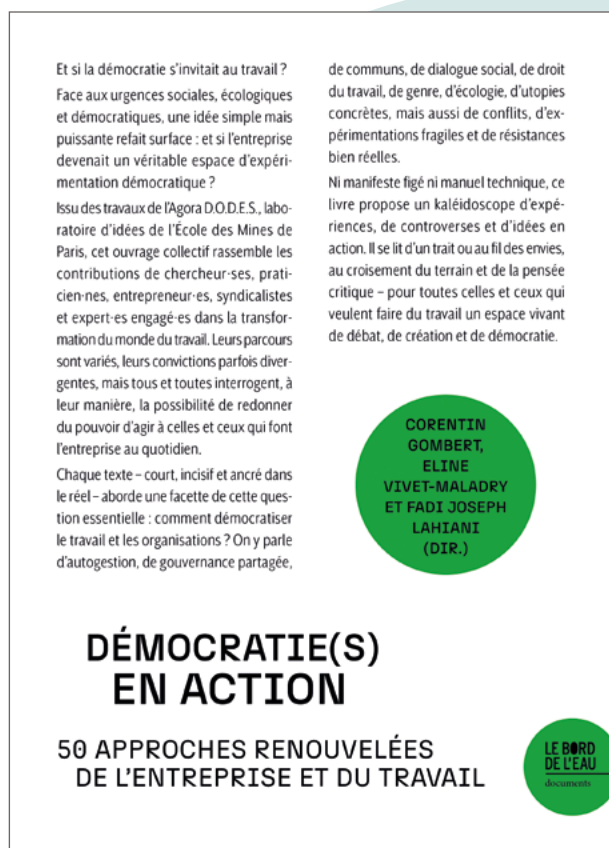 Et si la démocratie s’invitait au travail ?
Face aux urgences sociales, écologiques
et démocratiques, une idée simple mais
puissante refait surface : et si l’entreprise
devenait un véritable espace d’expéri-
mentation démocratique ?
Issu des travaux de l’Agora D.O.D.E.S., labo-
ratoire d’idées de l’École des Mines de
Paris, cet ouvrage collectif rassemble les
contributions de chercheur·ses, prati-
cien·nes, entrepreneur·es, syndicalistes
et expert·es engagé·es dans la transfor-
mation du monde du travail. Leurs parcours
sont variés, leurs convictions parfois diver-
gentes, mais tous et toutes interrogent, à
leur manière, la possibilité de redonner
du pouvoir d’agir à celles et ceux qui font
l’entreprise au quotidien.
Chaque texte – court, incisif et ancré dans
le réel – aborde une facette de cette ques-
tion essentielle : comment démocratiser
le travail et les organisations ? On y parle
d’autogestion, de gouvernance partagée,
de communs, de dialogue social, de droit
du travail, de genre, d’écologie, d’utopies
concrètes, mais aussi de conflits, d’ex-
périmentations fragiles et de résistances
bien réelles.
Ni manifeste figé ni manuel technique, ce
livre propose un kaléidoscope d’expé-
riences, de controverses et d’idées en
action. Il se lit d’un trait ou au fil des envies,
au croisement du terrain et de la pensée
critique – pour toutes celles et ceux qui
veulent faire du travail un espace vivant
de débat, de création et de démocratie.
CORENTIN
GOMBERT,
ELINE
VIVET-MALADRY
ET FADI JOSEPH
LAHIANI
(DIR.)
DÉMOCRATIE(S)
EN ACTION
50 APPROCHES RENOUVELÉES
DE L’ENTREPRISE ET DU TRAVAIL
LE BORD
DE L’EAU
documents